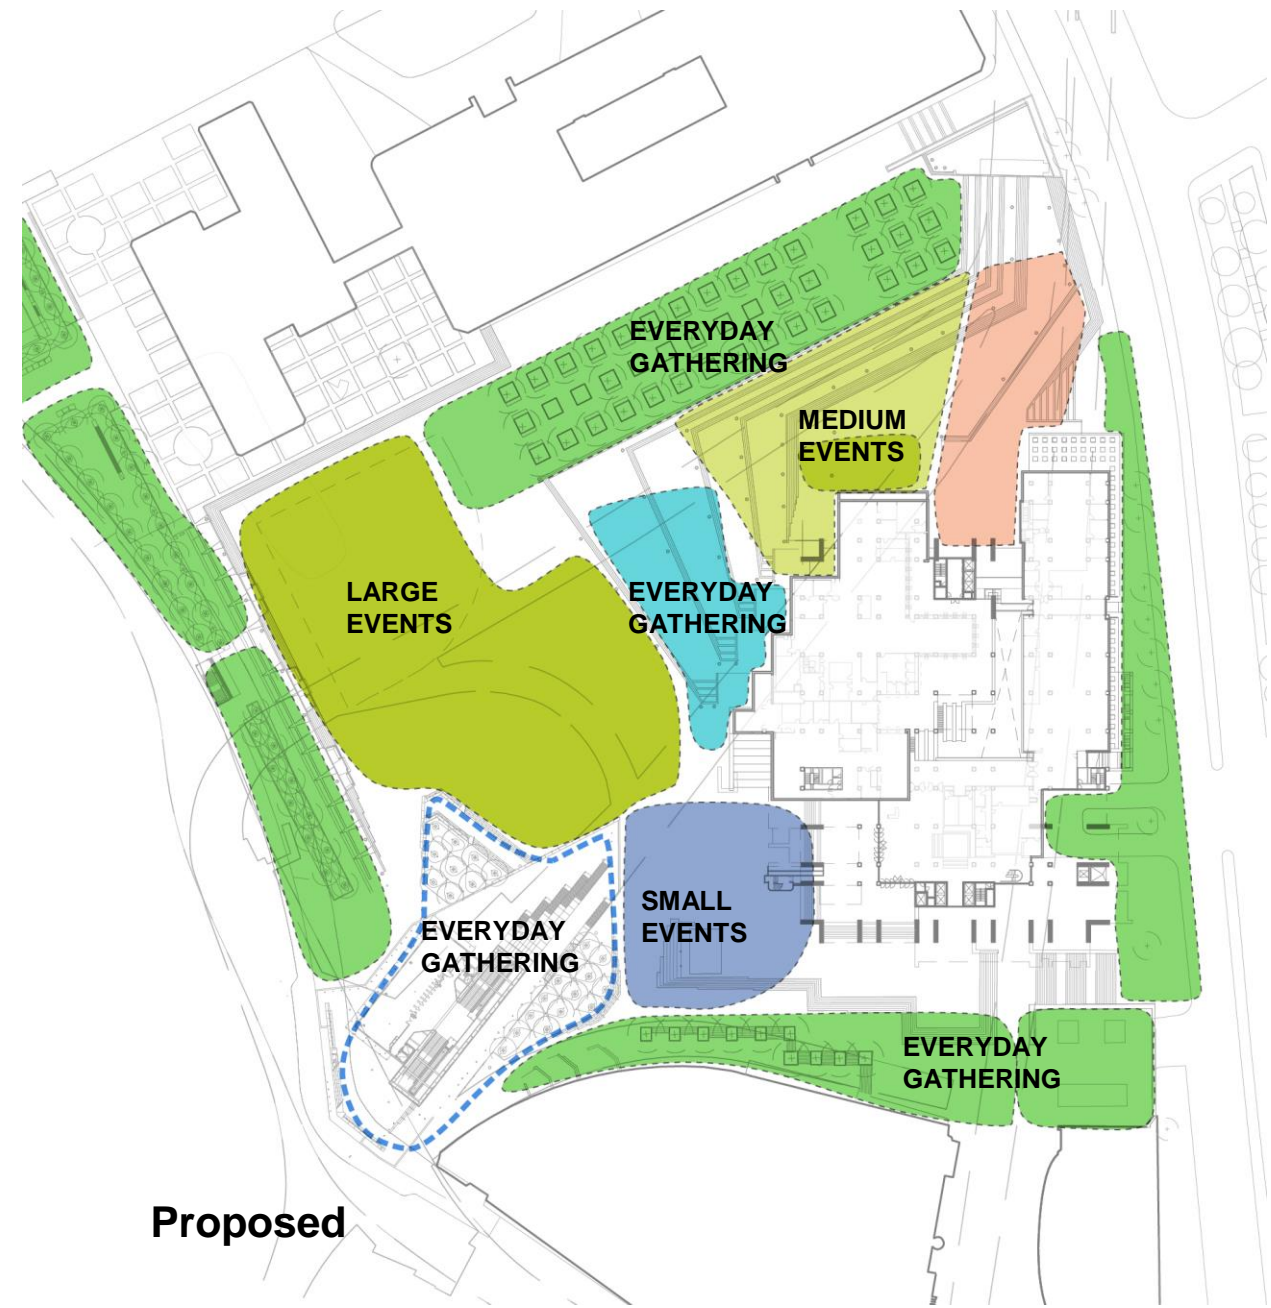 EVERYDAY
GATHERING
MEDIUM
EVENTS
LARGE
EVENTS
EVERYDAY
GATHERING
SMALL
EVENTS
EVERYDAY
GATHERING
EVERYDAY
GATHERING
Proposed